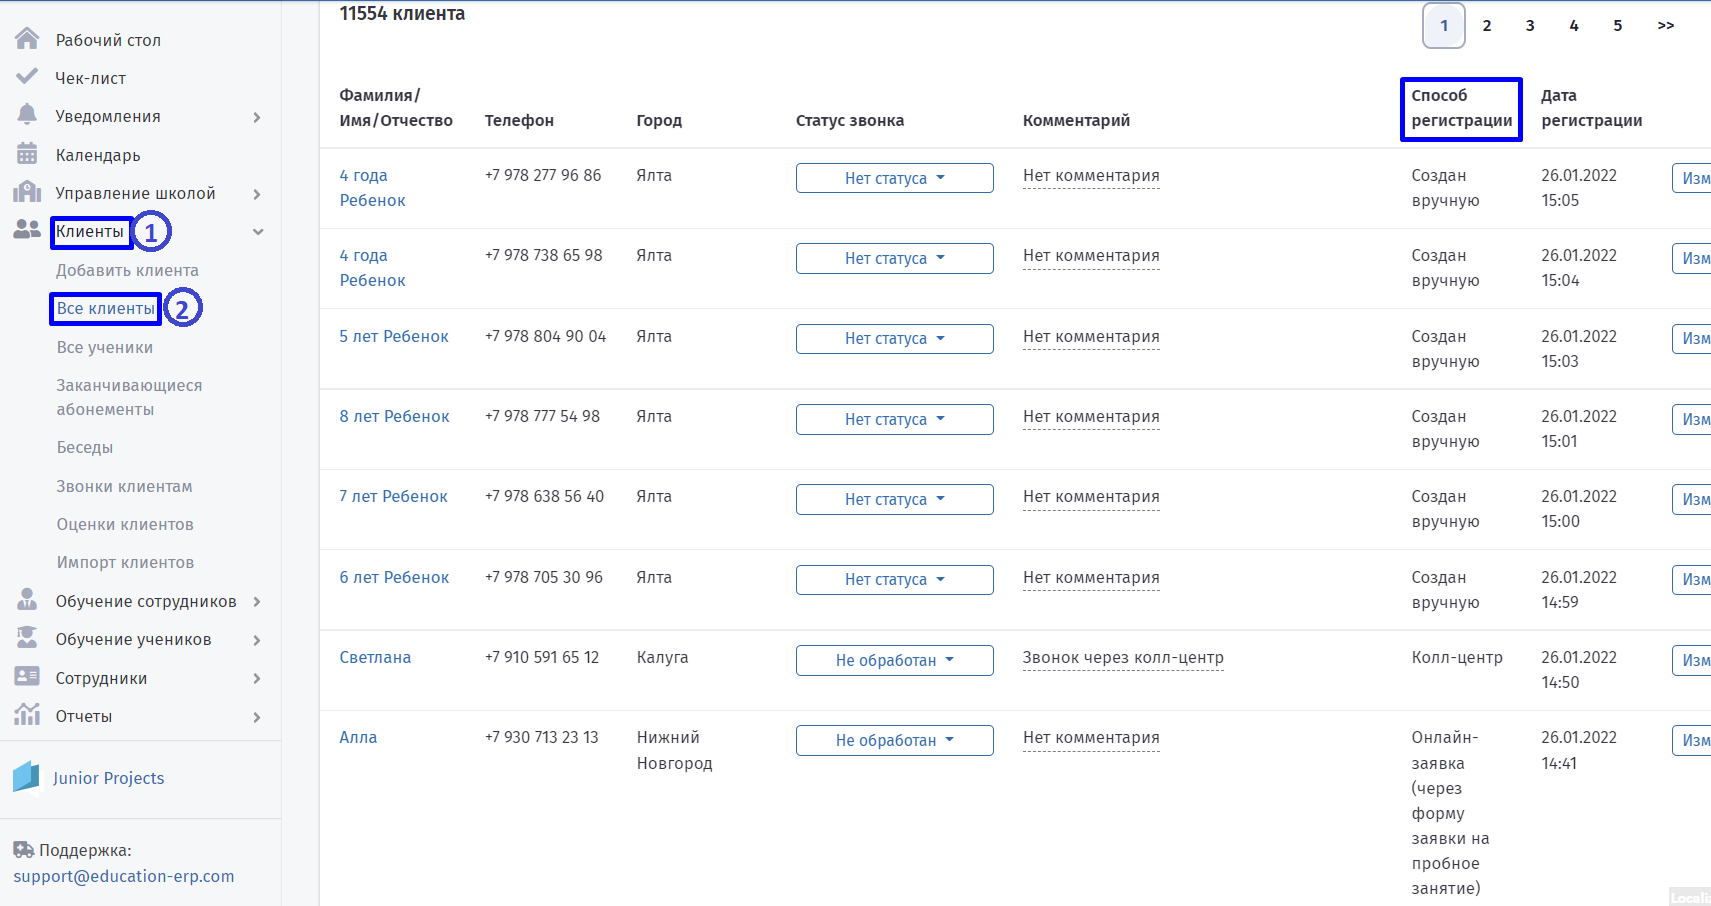 Рабочий стол
Чек-лист
Уведомления
Календарь
Управление школой
Клиенты
1
Добавить клиента
Все клиенты
2
Все ученики
Заканчивающиеся
абонементы
Беседы
Звонки клиентам
Оценки клиентов
Импорт клиентов
Обучение сотрудников
Обучение учеников
Сотрудники
Отчеты
Junior Projects
Поддержка:
support@education-erp.com
11554 клиента
1 2 3 4 5 >>
Фамилия/
Имя/Отчество
Телефон
Город
Статус звонка
Комментарий
Способ
регистрации
Дата
регистрации
4 года
Ребенок
+7 978 277 96 86
Ялта
Нет статуса
Нет комментария
Создан
вручную
26.01.2022
15:05
Изм
4 года
Ребенок
+7 978 738 65 98
Ялта
Нет статуса
Нет комментария
Создан
вручную
26.01.2022
15:04
Изм
5 лет Ребенок
+7 978 804 90 04
Ялта
Нет статуса
Нет комментария
Создан
вручную
26.01.2022
15:03
Изм
8 лет Ребенок
+7 978 777 54 98
Ялта
Нет статуса
Нет комментария
Создан
вручную
26.01.2022
15:01
Изм
7 лет Ребенок
+7 978 638 56 40
Ялта
Нет статуса
Нет комментария
Создан
вручную
26.01.2022
15:00
Изм
6 лет Ребенок
+7 978 705 30 96
Ялта
Нет статуса
Нет комментария
Создан
вручную
26.01.2022
14:59
Изм
Светлана
+7 910 591 65 12
Калуга
Не обработан
Звонок через колл-центр
Колл-центр
26.01.2022
14:50
Изм
Алла
+7 930 713 23 13
Нижний
Новгород
Не обработан
Нет комментария
Онлайн-
заявка
(через
форму
заявки на
пробное
занятие)
26.01.2022
14:41
Изм